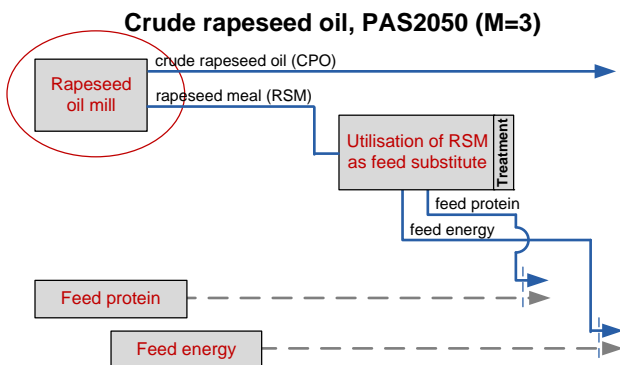 Crude rapeseed oil, PAS2050 (M=3)
crude rapeseed oil (CPO)
Rapeseed
oil mill
rapeseed meal (RSM)
Utilisation of RSM
as feed substitute
Treatment
feed protein
feed energy
Feed protein
Feed energy